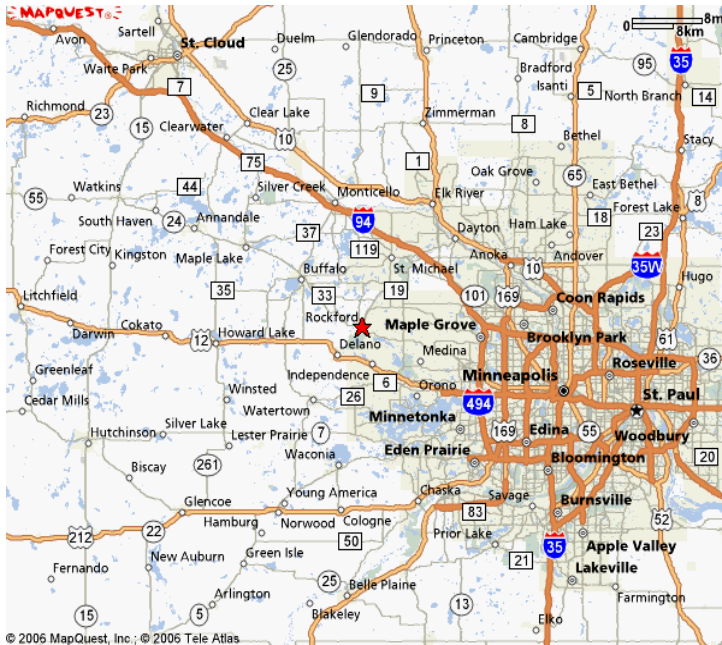 MAPQUEST®
0 8mi
8km
Avon
Sartell
St. Cloud
Duelm
Glendorado
Princeton
Cambridge
35
95
Waite Park
25
7
9
Bradford
Isanti
5
North Branch
14
Richmond
23
15
Clear Lake
Zimmerman
8
Clearwater
10
Bethel
Stacy
75
1
Oak Grove
65
55
Watkins
44
Silver Creek
Monticello
Elk River
East Bethel
8
South Haven
24
Annandale
94
18
Forest Lake
37
Dayton
Ham Lake
23
Forest City
Kingston
Maple Lake
119
St. Michael
Anoka
Andover
10
35W
Buffalo
Hugo
Litchfield
35
33
19
101
169
Coon Rapids
Rockford
Maple Grove
Darwin
Cokato
12
Howard Lake
Delano
Brooklyn Park
61
Medina
Roseville
36
Greenleaf
Independence
6
Minneapolis
Winsted
26
Orono
494
St. Paul
Cedar Mills
Watertown
Minnetonka
Hutchinson
Silver Lake
Lester Prairie
7
169
Edina
55
Woodbury
Waconia
Eden Prairie
Bloomington
20
Biscay
261
Glencoe
Young America
Chaska
Savage
Burnsville
22
Hamburg
Norwood
Cologne
83
52
212
50
Prior Lake
35
Apple Valley
New Auburn
Green Isle
21
Fernando
25
Belle Plaine
Lakeville
15
5
Arlington
Blakeley
13
Farmington
Elko
© 2006 MapQuest, Inc.; © 2006 Tele Atlas